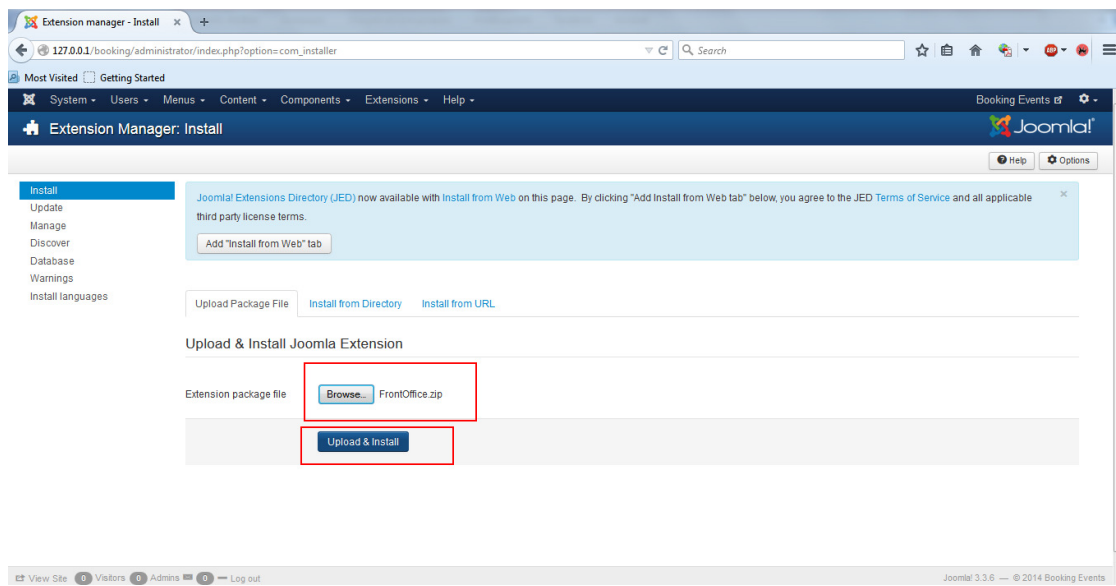 Extension manager - Install × +
127.0.0.1/booking/administrator/index.php?option=com_installer Search
Most Visited Getting Started
System Users Menus Content Components Extensions Help Booking Events
Extension Manager: Install Joomla!
Help Options
Install
Update
Manage
Discover
Database
Warnings
Install languages
Joomla! Extensions Directory (JED) now available with Install from Web on this page. By clicking "Add Install from Web tab" below, you agree to the JED Terms of Service and all applicable ×
third party license terms.
Add "Install from Web" tab
Upload Package File Install from Directory Install from URL
Upload & Install Joomla Extension
Extension package file Browse... FrontOffice.zip
Upload & Install
View Site 0 Visitors 0 Admins 0 Log out Joomla! 3.3.6 — © 2014 Booking Events